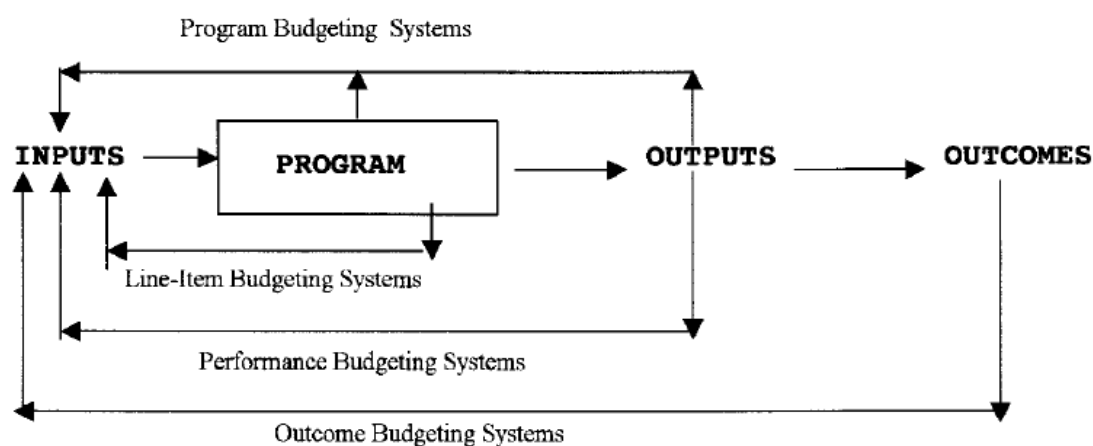 Program Budgeting Systems
INPUTS
PROGRAM
OUTPUTS
OUTCOMES
Line-Item Budgeting Systems
Performance Budgeting Systems
Outcome Budgeting Systems